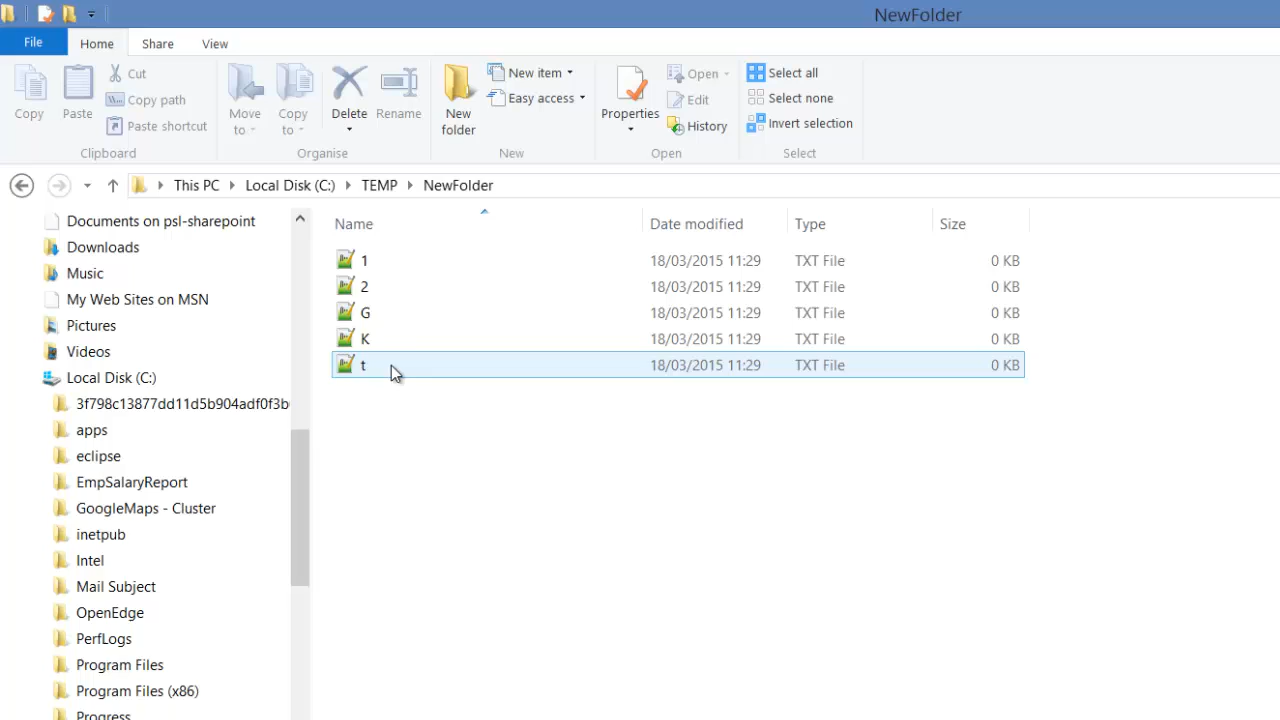 NewFolder
File Home Share View
Copy Paste Cut Copy path Paste shortcut
Clipboard
Move to Copy to Delete Rename
Organise
New folder New item Easy access
New
Properties Open Edit History
Open
Select all Select none Invert selection
Select
This PC Local Disk (C:) TEMP NewFolder
Name Date modified Type Size
1 18/03/2015 11:29 TXT File 0 KB
2 18/03/2015 11:29 TXT File 0 KB
G 18/03/2015 11:29 TXT File 0 KB
K 18/03/2015 11:29 TXT File 0 KB
t 18/03/2015 11:29 TXT File 0 KB
Documents on psl-sharepoint
Downloads
Music
My Web Sites on MSN
Pictures
Videos
Local Disk (C:)
3f798c13877dd11d5b904adf0f3b
apps
eclipse
EmpSalaryReport
GoogleMaps - Cluster
inetpub
Intel
Mail Subject
OpenEdge
PerfLogs
Program Files
Program Files (x86)
Progress